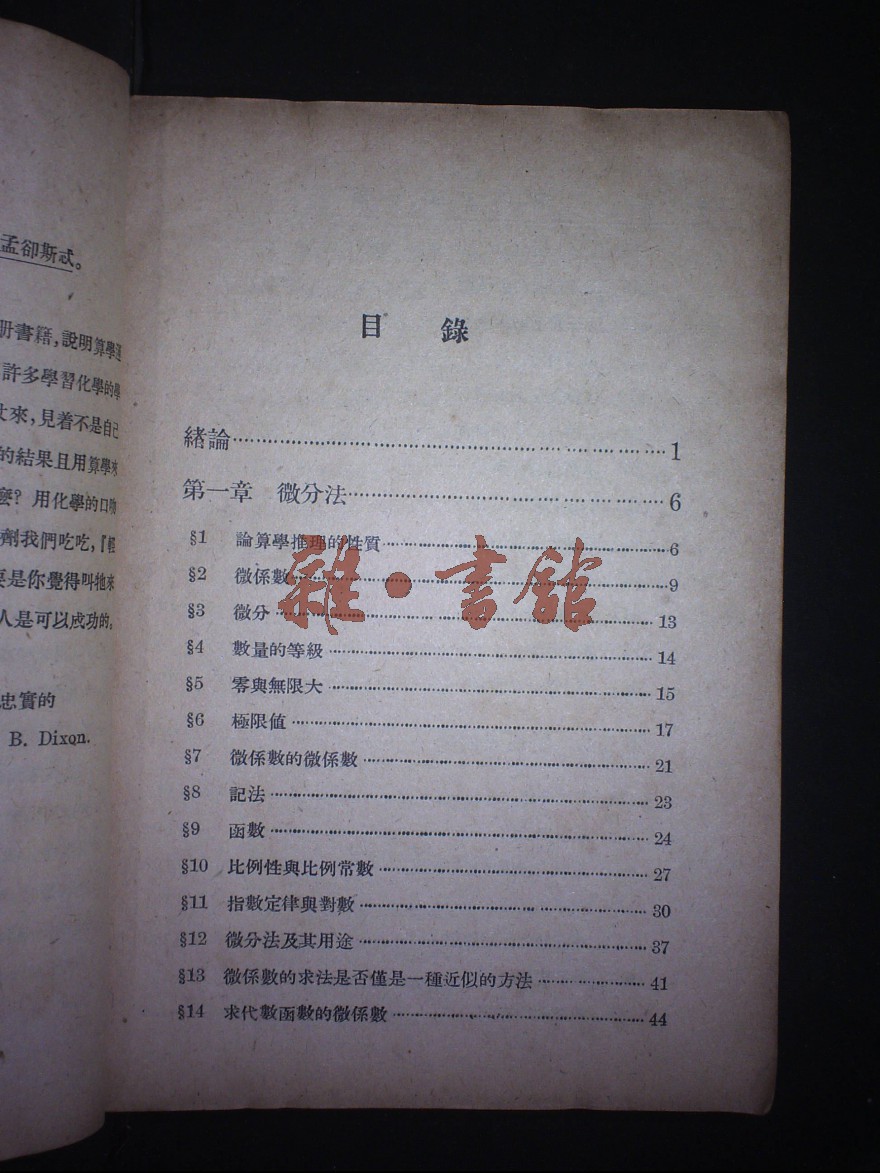 孟卻斯忒。
册書籍，說明算學運
許多學習化學的學
來，見着不是自己
的結果且用算學來
麽？用化學的口吻
劑我們吃吃，『輕
要是你覺得叫牠來
人是可以成功的。
忠實的
B. Dixon.
目 錄
緒論 1
第一章 微分法 6
§1 論算學推理的性質 6
§2 微係數 9
§3 微分 13
§4 數量的等級 14
§5 零與無限大 15
§6 極限値 17
§7 微係數的微係數 21
§8 記法 23
§9 函數 24
§10 比例性與比例常數 27
§11 指數定律與對數 30
§12 微分法及其用途 37
§13 微係數的求法是否僅是一種近似的方法 41
§14 求代數函數的微係數 44
雜·書館